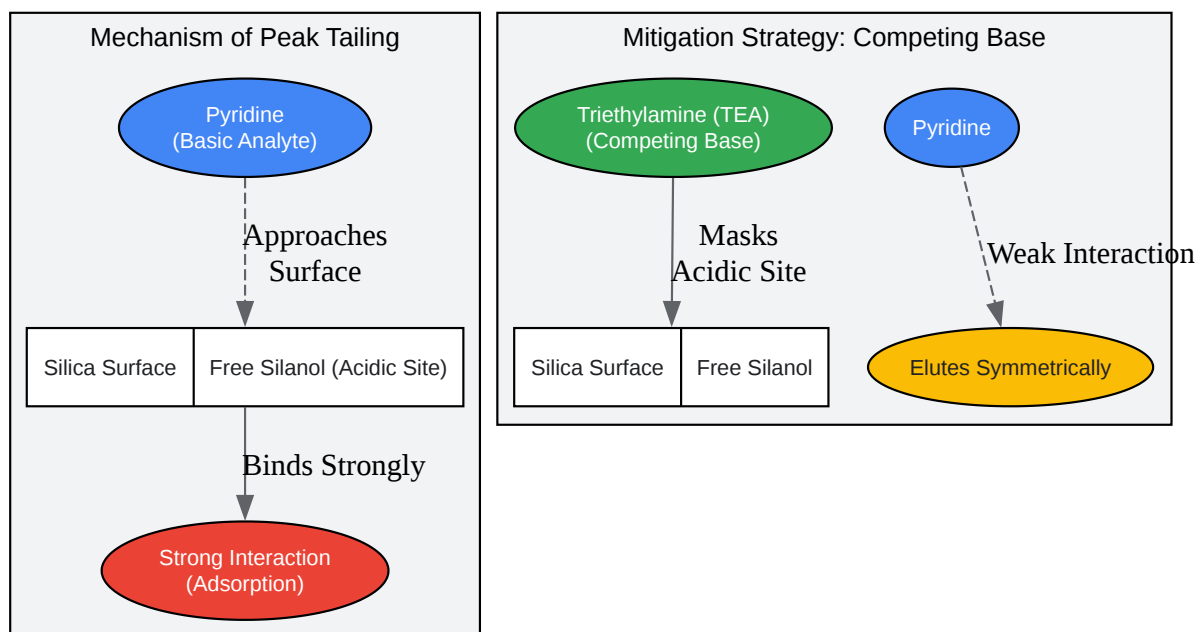 Mechanism of Peak Tailing
Pyridine
(Basic Analyte)
Approaches
Surface
Silica Surface
Free Silanol (Acidic Site)
Binds Strongly
Strong Interaction
(Adsorption)
Mitigation Strategy: Competing Base
Triethylamine (TEA)
(Competing Base)
Masks
Acidic Site
Silica Surface
Free Silanol
Pyridine
Weak Interaction
Elutes Symmetrically